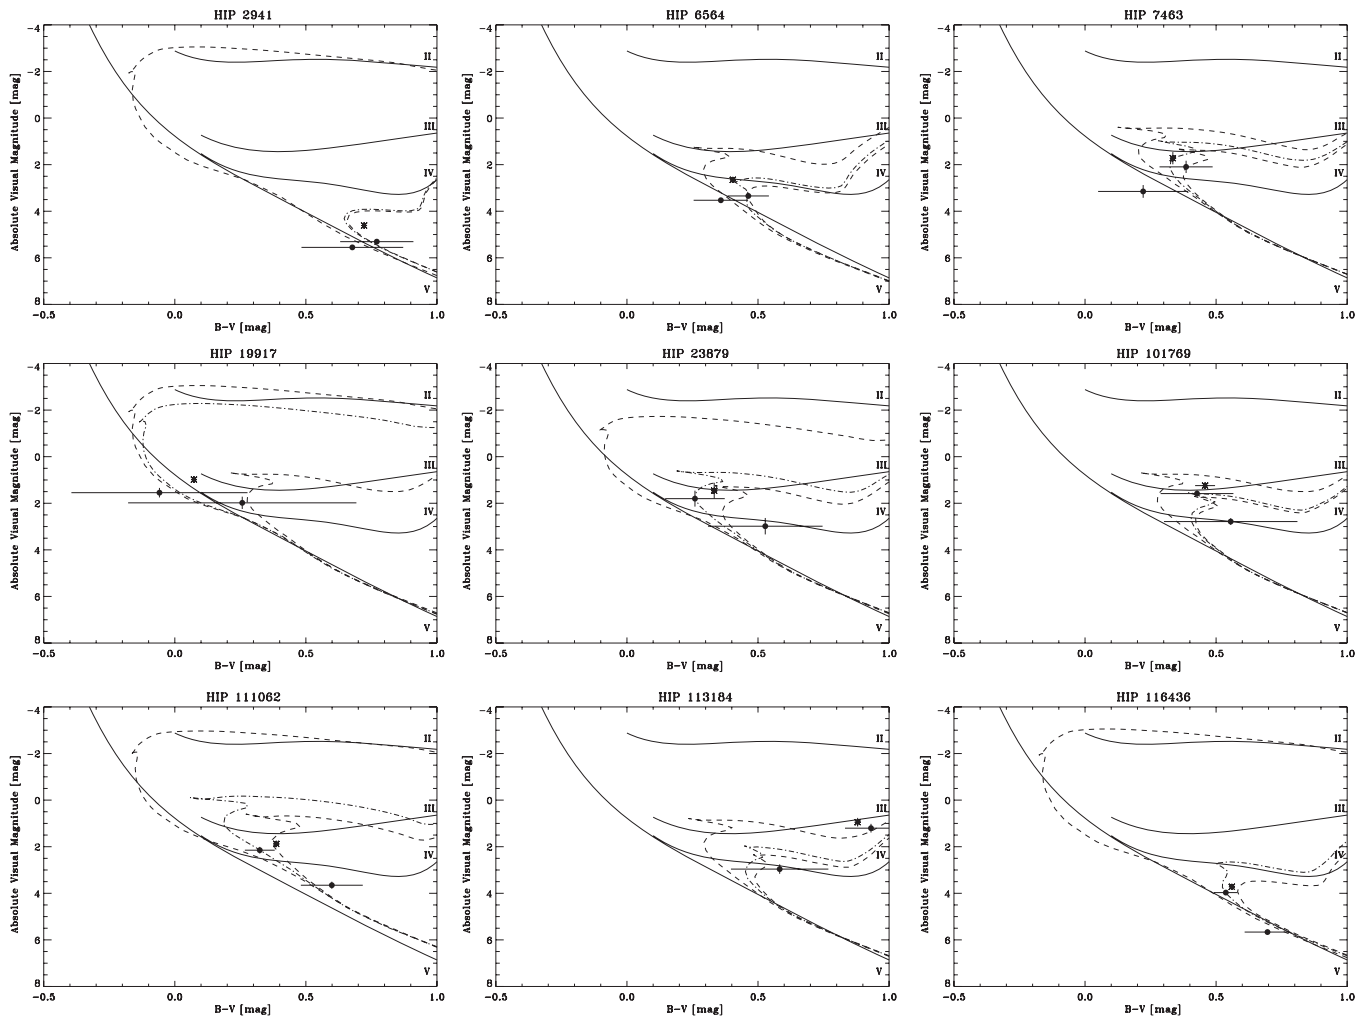 HIP 2941
Absolute Visual Magnitude [mag]
-4
-2
0
2
4
6
8
II
III
IV
V
-0.5 0.0 0.5 1.0
B-V [mag]
HIP 6564
Absolute Visual Magnitude [mag]
-4
-2
0
2
4
6
8
II
III
IV
V
-0.5 0.0 0.5 1.0
B-V [mag]
HIP 7463
Absolute Visual Magnitude [mag]
-4
-2
0
2
4
6
8
II
III
IV
V
-0.5 0.0 0.5 1.0
B-V [mag]
HIP 19917
Absolute Visual Magnitude [mag]
-4
-2
0
2
4
6
8
II
III
IV
V
-0.5 0.0 0.5 1.0
B-V [mag]
HIP 23879
Absolute Visual Magnitude [mag]
-4
-2
0
2
4
6
8
II
III
IV
V
-0.5 0.0 0.5 1.0
B-V [mag]
HIP 101769
Absolute Visual Magnitude [mag]
-4
-2
0
2
4
6
8
II
III
IV
V
-0.5 0.0 0.5 1.0
B-V [mag]
HIP 111062
Absolute Visual Magnitude [mag]
-4
-2
0
2
4
6
8
II
III
IV
V
-0.5 0.0 0.5 1.0
B-V [mag]
HIP 113184
Absolute Visual Magnitude [mag]
-4
-2
0
2
4
6
8
II
III
IV
V
-0.5 0.0 0.5 1.0
B-V [mag]
HIP 116436
Absolute Visual Magnitude [mag]
-4
-2
0
2
4
6
8
II
III
IV
V
-0.5 0.0 0.5 1.0
B-V [mag]